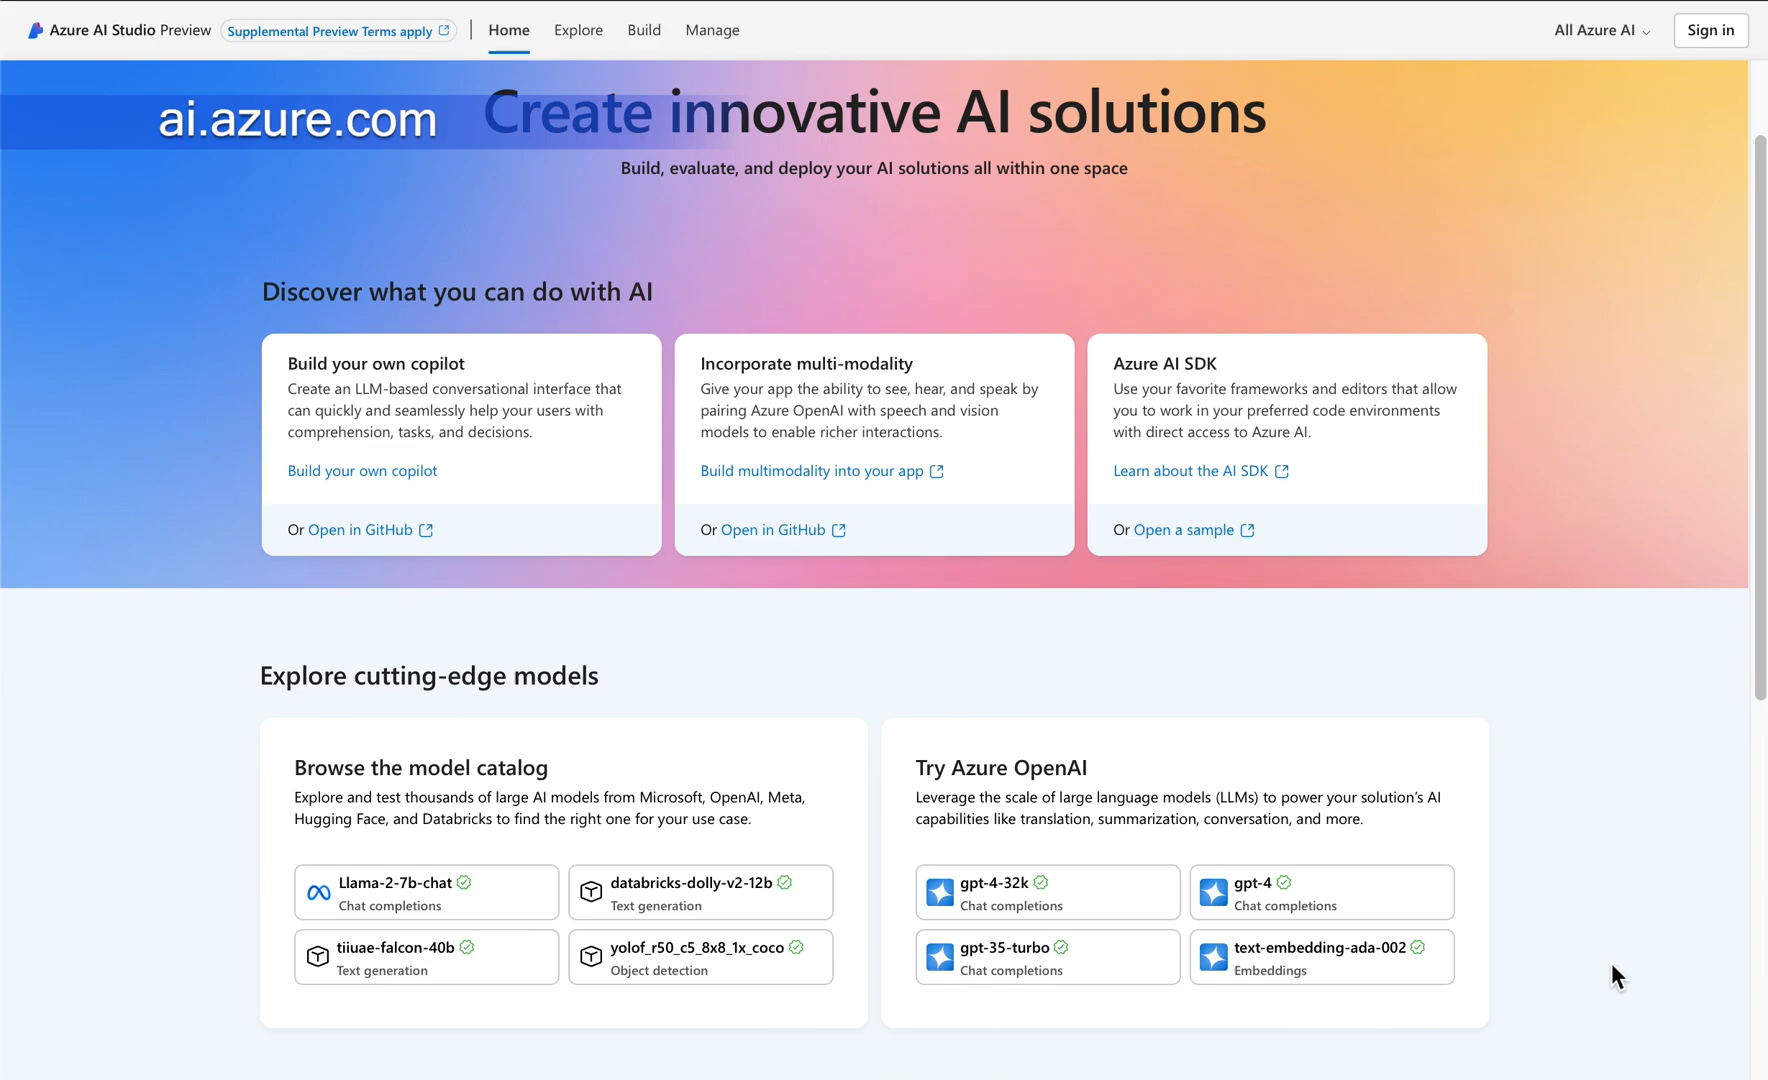 Azure AI Studio Preview
Supplemental Preview Terms apply
Home
Explore
Build
Manage
All Azure AI
Sign in
ai.azure.com
Create innovative AI solutions
Build, evaluate, and deploy your AI solutions all within one space
Discover what you can do with AI
Build your own copilot
Create an LLM-based conversational interface that
can quickly and seamlessly help your users with
comprehension, tasks, and decisions.
Build your own copilot
Or Open in GitHub
Incorporate multi-modality
Give your app the ability to see, hear, and speak by
pairing Azure OpenAI with speech and vision
models to enable richer interactions.
Build multimodality into your app
Or Open in GitHub
Azure AI SDK
Use your favorite frameworks and editors that allow
you to work in your preferred code environments
with direct access to Azure AI.
Learn about the AI SDK
Or Open a sample
Explore cutting-edge models
Browse the model catalog
Explore and test thousands of large AI models from Microsoft, OpenAI, Meta,
Hugging Face, and Databricks to find the right one for your use case.
Llama-2-7b-chat
Chat completions
databricks-dolly-v2-12b
Text generation
tiiuae-falcon-40b
Text generation
yolof_r50_c5_8x8_1x_coco
Object detection
Try Azure OpenAI
Leverage the scale of large language models (LLMs) to power your solution’s AI
capabilities like translation, summarization, conversation, and more.
gpt-4-32k
Chat completions
gpt-4
Chat completions
gpt-35-turbo
Chat completions
text-embedding-ada-002
Embeddings